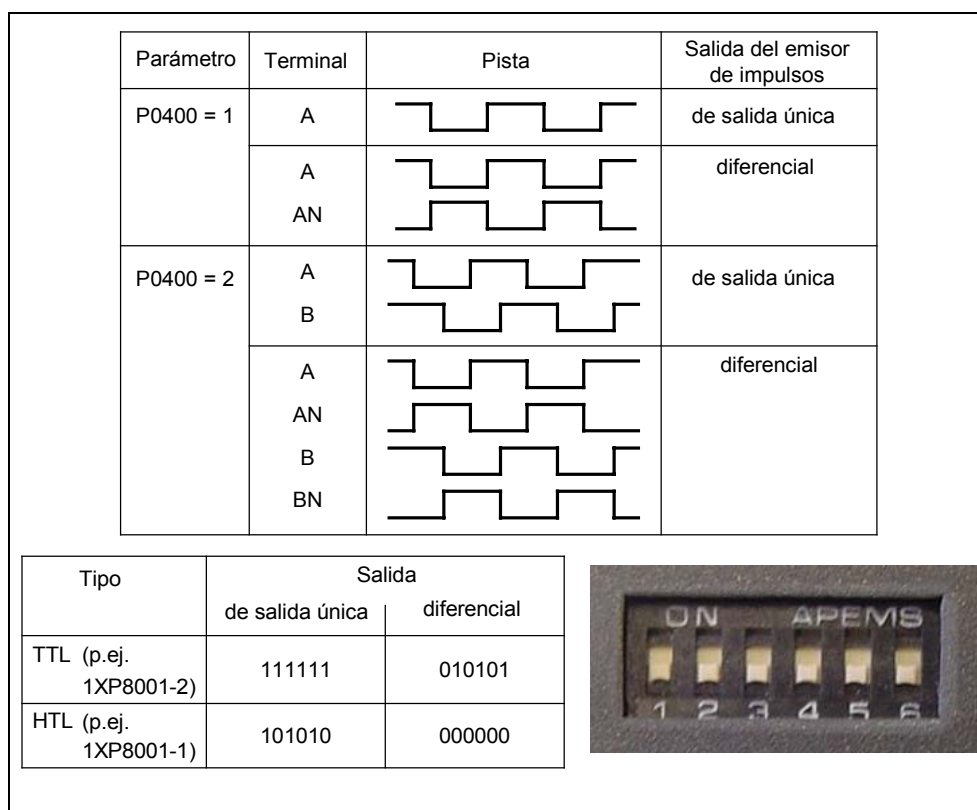 Parámetro Terminal Pista Salida del emisor
de impulsos
P0400 = 1 A de salida única
A diferencial
AN
P0400 = 2 A de salida única
B
A diferencial
AN
B
BN
Tipo Salida
de salida única diferencial
TTL (p.ej.
1XP8001-2) 111111 010101
HTL (p.ej.
1XP8001-1) 101010 000000
ON APEMS
1 2 3 4 5 6